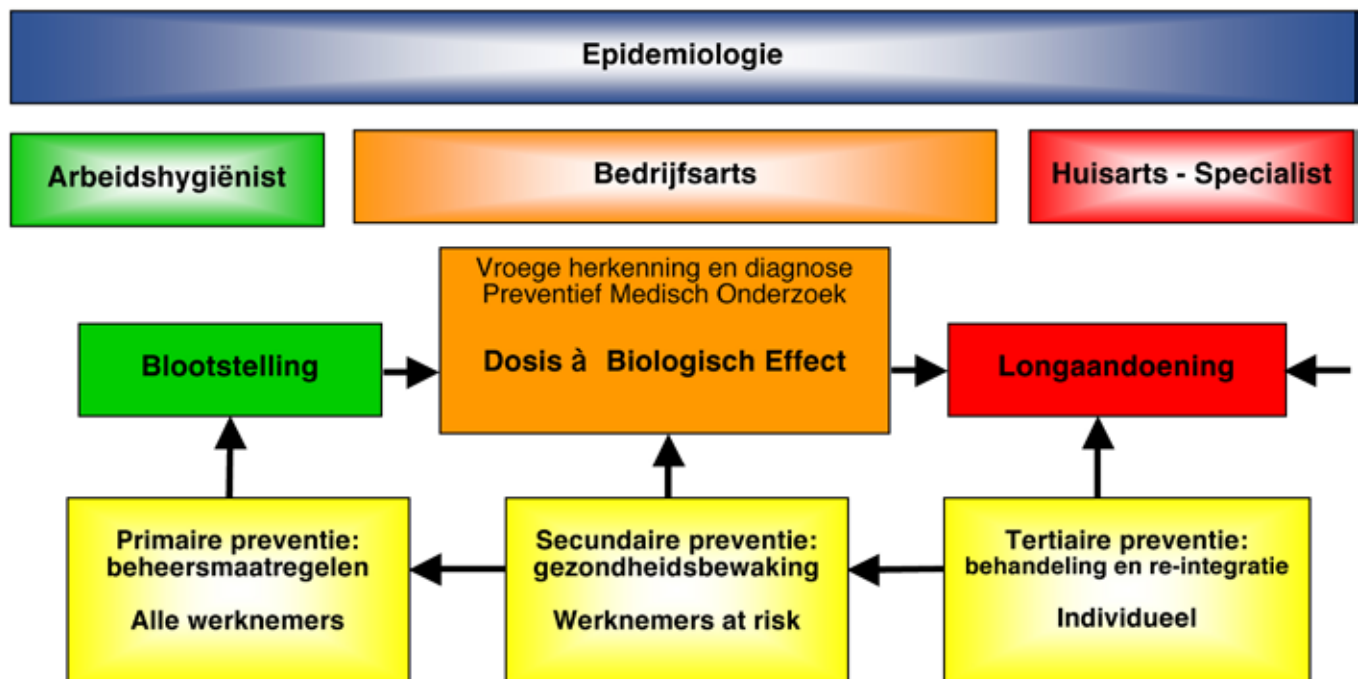 Epidemiologie
Arbeidshygiënist
Bedrijfsarts
Huisarts - Specialist
Vroege herkenning en diagnose
Preventief Medisch Onderzoek
Dosis à Biologisch Effect
Blootstelling
Longaandoening
Primaire preventie:
beheersmaatregelen
Alle werknemers
Secundaire preventie:
gezondheidsbewaking
Werknemers at risk
Tertiaire preventie:
behandeling en re-integratie
Individueel